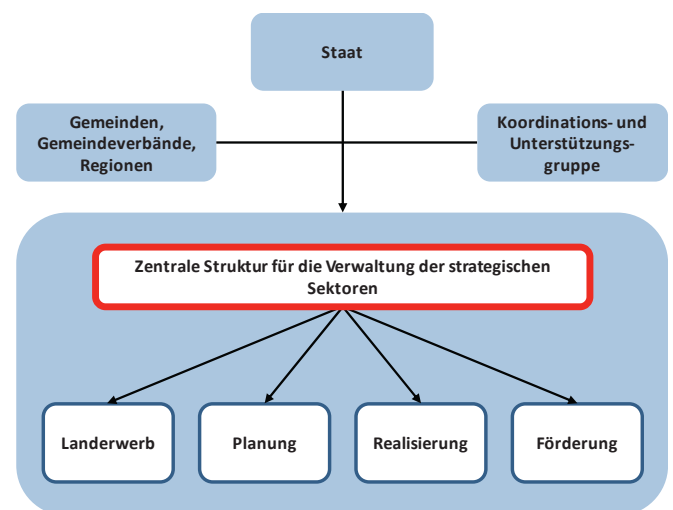 Staat
Gemeinden,
Gemeindeverbände,
Regionen
Koordinations- und
Unterstützungs-
gruppe
Zentrale Struktur für die Verwaltung der strategischen
Sektoren
Landerwerb
Planung
Realisierung
Förderung